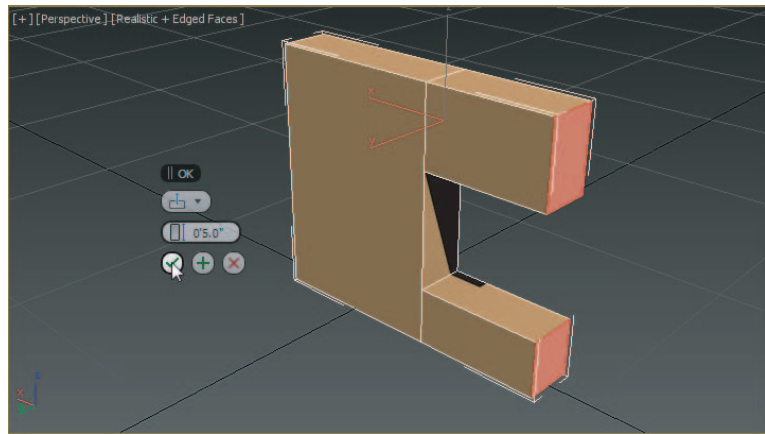 [+] [Perspective] [Realistic + Edged Faces]
x
y
OK
0'5.0"
z
x